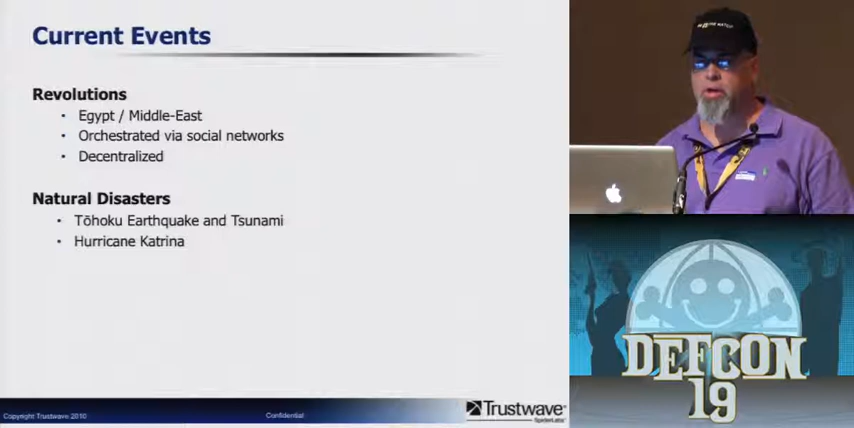 Current Events
Revolutions
• Egypt / Middle-East
• Orchestrated via social networks
• Decentralized
Natural Disasters
• Tōhoku Earthquake and Tsunami
• Hurricane Katrina
Copyright Trustwave 2010
Confidential
Trustwave®
SpiderLabs®
DEFCON
19